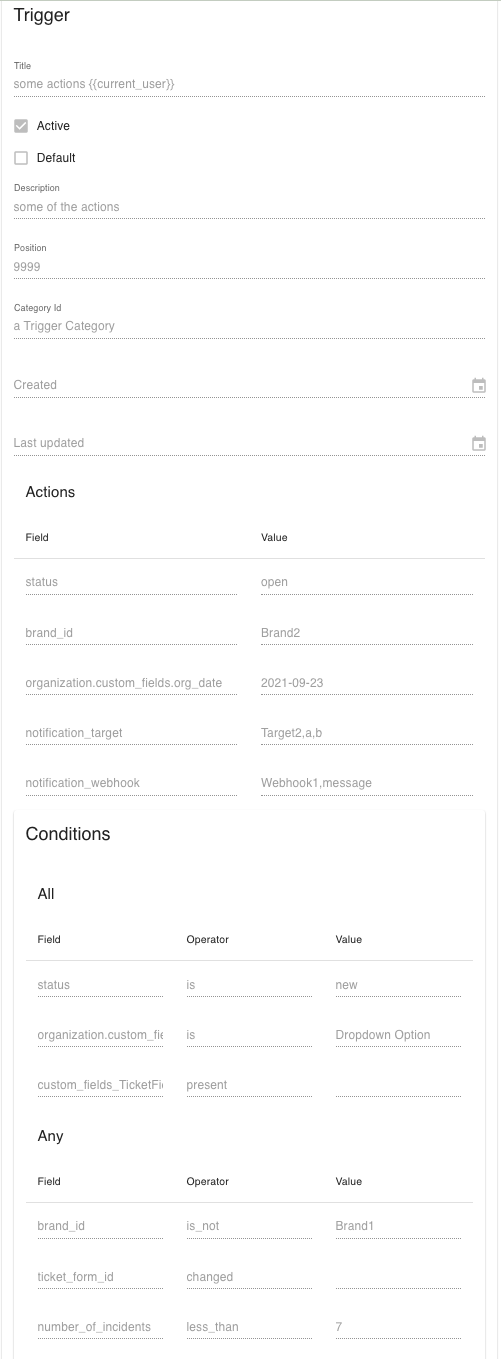 Trigger
Title
some actions {{current_user}}
Active
Default
Description
some of the actions
Position
9999
Category Id
a Trigger Category
Created
Last updated
Actions
Field Value
status open
brand_id Brand2
organization.custom_fields.org_date 2021-09-23
notification_target Target2,a,b
notification_webhook Webhook1,message
Conditions
All
Field Operator Value
status is new
organization.custom_fie is Dropdown Option
custom_fields_TicketFi present
Any
Field Operator Value
brand_id is_not Brand1
ticket_form_id changed
number_of_incidents less_than 7